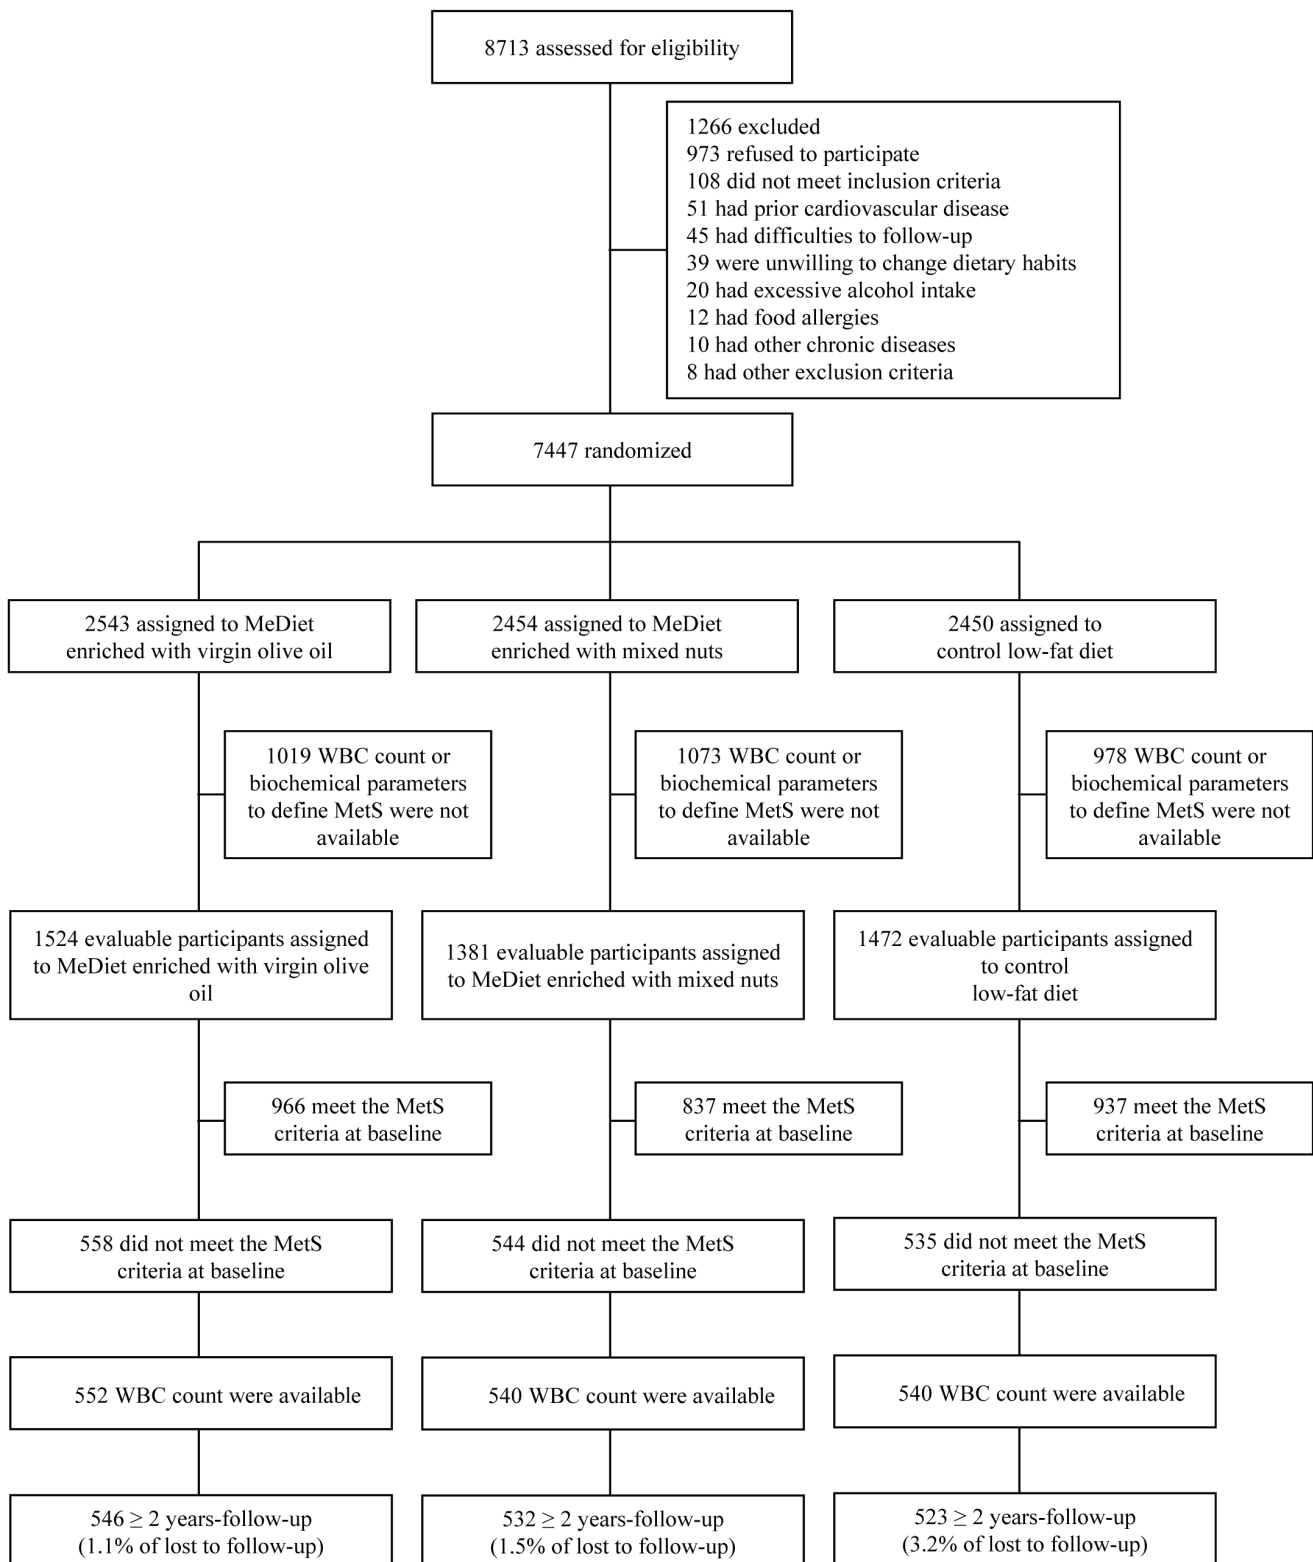 8713 assessed for eligibility
1266 excluded
973 refused to participate
108 did not meet inclusion criteria
51 had prior cardiovascular disease
45 had difficulties to follow-up
39 were unwilling to change dietary habits
20 had excessive alcohol intake
12 had food allergies
10 had other chronic diseases
8 had other exclusion criteria
7447 randomized
2543 assigned to MeDiet
enriched with virgin olive oil
2454 assigned to MeDiet
enriched with mixed nuts
2450 assigned to
control low-fat diet
1019 WBC count or
biochemical parameters
to define MetS were not
available
1073 WBC count or
biochemical parameters
to define MetS were not
available
978 WBC count or
biochemical parameters
to define MetS were not
available
1524 evaluable participants assigned
to MeDiet enriched with virgin olive
oil
1381 evaluable participants assigned
to MeDiet enriched with mixed nuts
1472 evaluable participants assigned
to control
low-fat diet
966 meet the MetS
criteria at baseline
837 meet the MetS
criteria at baseline
937 meet the MetS
criteria at baseline
558 did not meet the MetS
criteria at baseline
544 did not meet the MetS
criteria at baseline
535 did not meet the MetS
criteria at baseline
552 WBC count were available
540 WBC count were available
540 WBC count were available
546 ≥ 2 years-follow-up
(1.1% of lost to follow-up)
532 ≥ 2 years-follow-up
(1.5% of lost to follow-up)
523 ≥ 2 years-follow-up
(3.2% of lost to follow-up)